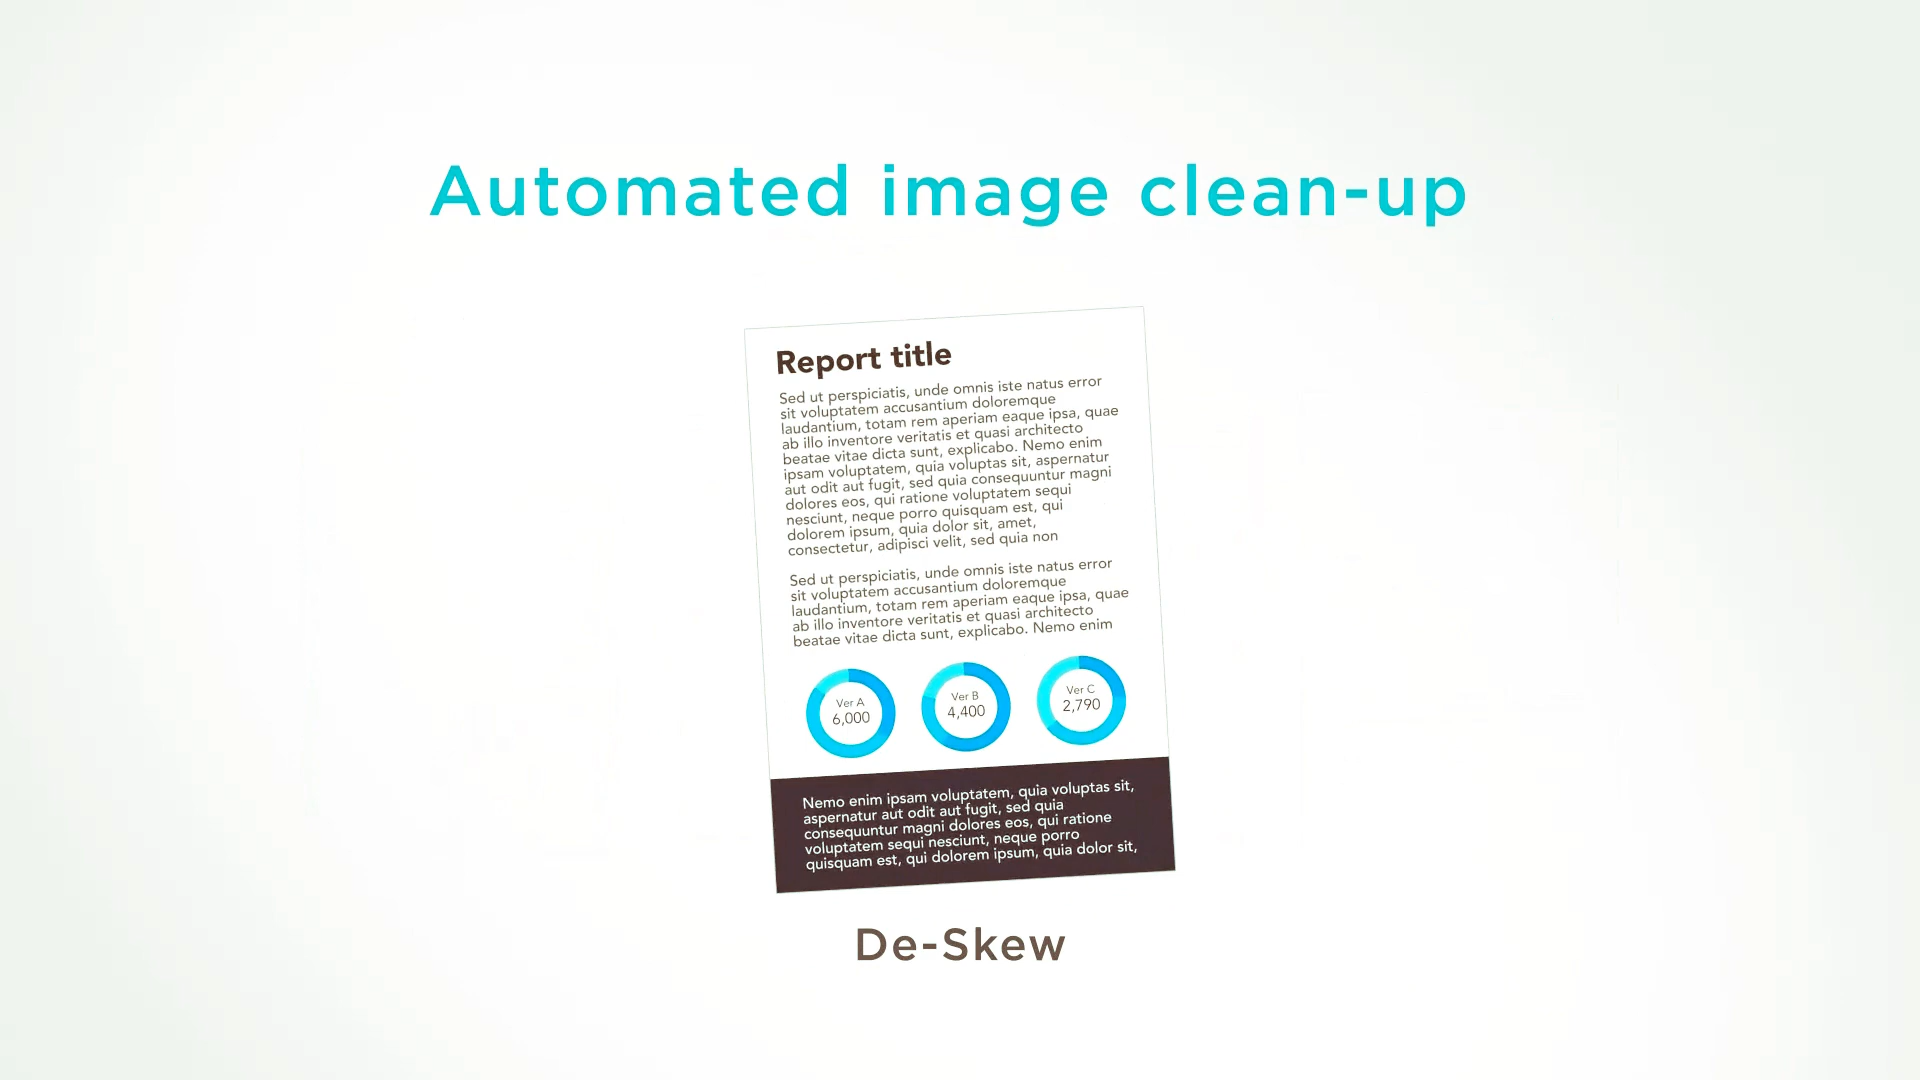 Automated image clean-up
Report title
Sed ut perspiciatis, unde omnis iste natus error
sit voluptatem accusantium doloremque
laudantium, totam rem aperiam eaque ipsa, quae
ab illo inventore veritatis et quasi architecto
beatae vitae dicta sunt, explicabo. Nemo enim
ipsam voluptatem, quia voluptas sit, aspernatur
aut odit aut fugit, sed quia consequuntur magni
dolores eos, qui ratione voluptatem sequi
nesciunt, neque porro quisquam est, qui
dolorem ipsum, quia dolor sit, amet,
consectetur, adipisci velit, sed quia non
Sed ut perspiciatis, unde omnis iste natus error
sit voluptatem accusantium doloremque
laudantium, totam rem aperiam eaque ipsa, quae
ab illo inventore veritatis et quasi architecto
beatae vitae dicta sunt, explicabo. Nemo enim
Ver A
6,000
Ver B
4,400
Ver C
2,790
Nemo enim ipsam voluptatem, quia voluptas sit,
aspernatur aut odit aut fugit, sed quia
consequuntur magni dolores eos, qui ratione
voluptatem sequi nesciunt, neque porro
quisquam est, qui dolorem ipsum, quia dolor sit,
De-Skew